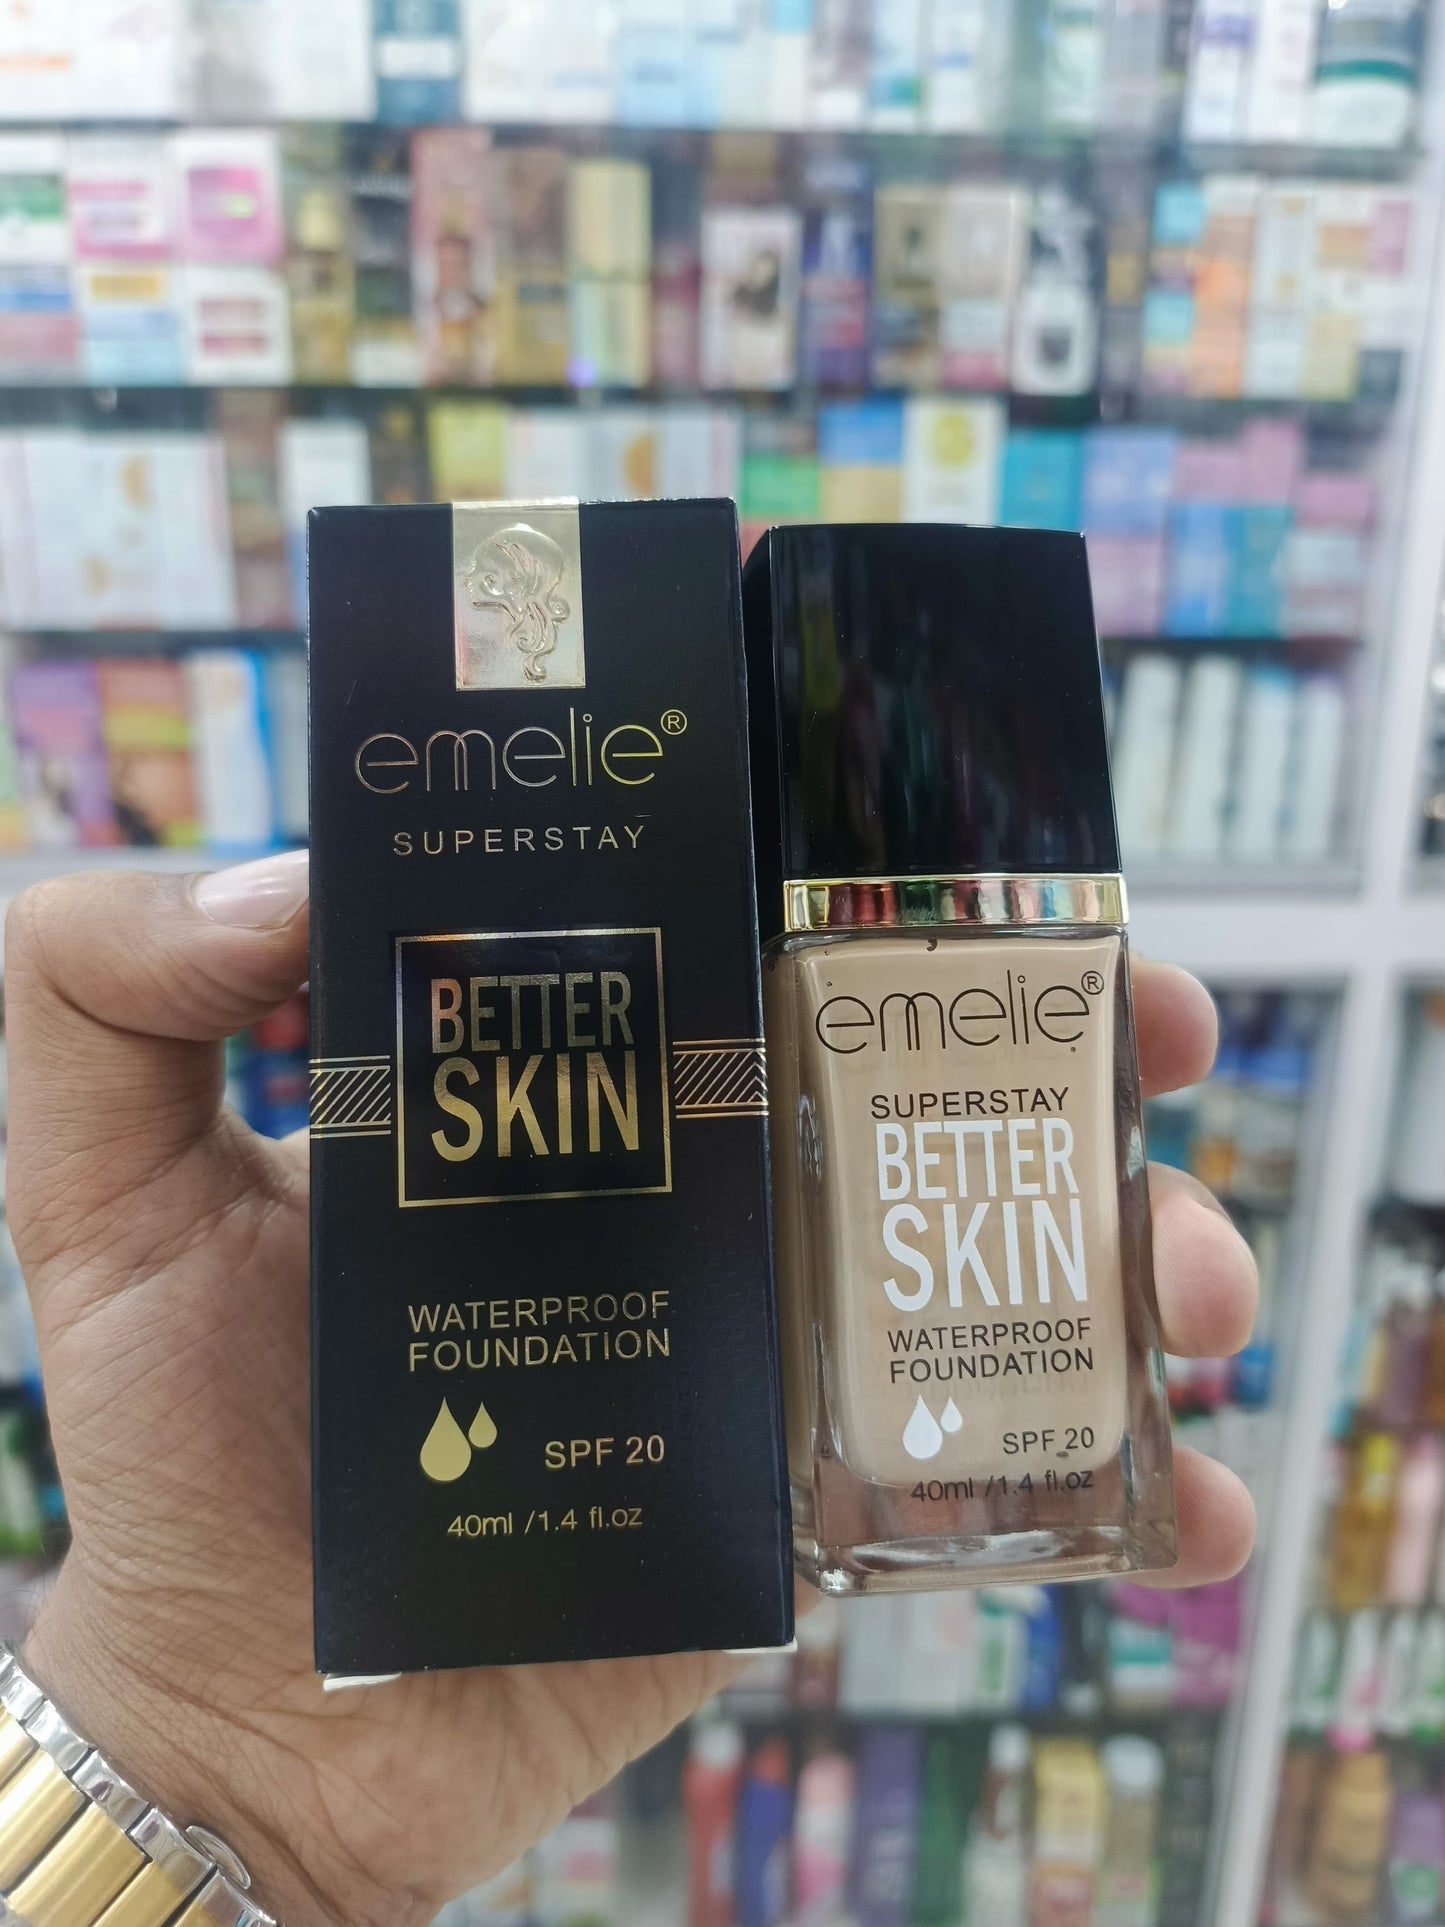 emelie®
SUPERSTAY
BETTER
SKIN
WATERPROOF
FOUNDATION
SPF 20
40ml /1.4 fl.oz
emelie®
SUPERSTAY
BETTER
SKIN
WATERPROOF
FOUNDATION
SPF 20
40ml /1.4 fl.oz